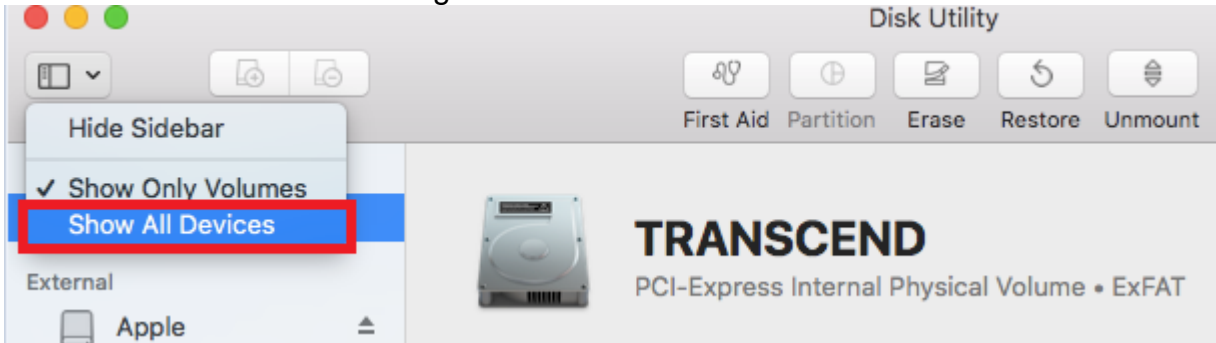 Disk Utility
First Aid Partition Erase Restore Unmount
Hide Sidebar
Show Only Volumes
Show All Devices
External
Apple
TRANSCEND
PCI-Express Internal Physical Volume • ExFAT